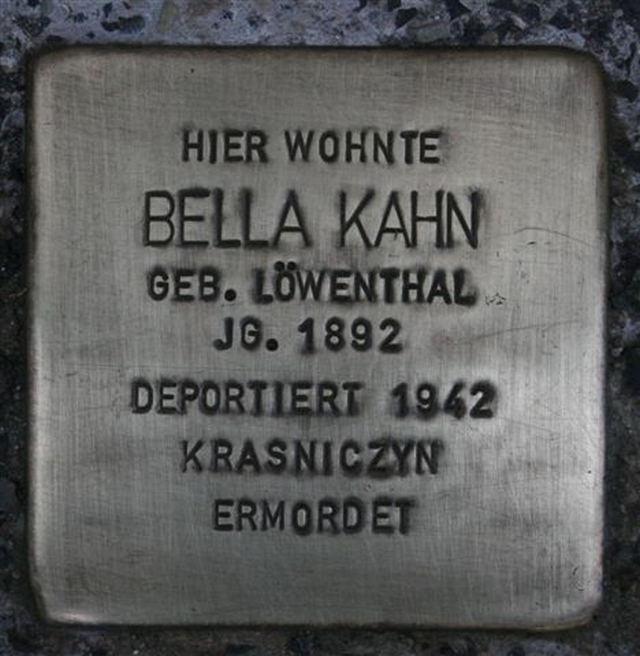 HIER WOHNTE
BELLA KAHN
GEB. LÖWENTHAL
JG. 1892
DEPORTIERT 1942
KRASNICZYN
ERMORDET